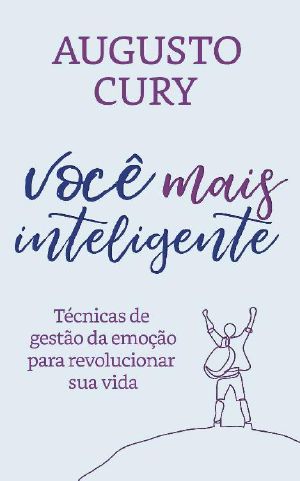 AUGUSTO
CURY
você mais
inteligente
Técnicas de
gestão da emoção
para revolucionar
sua vida